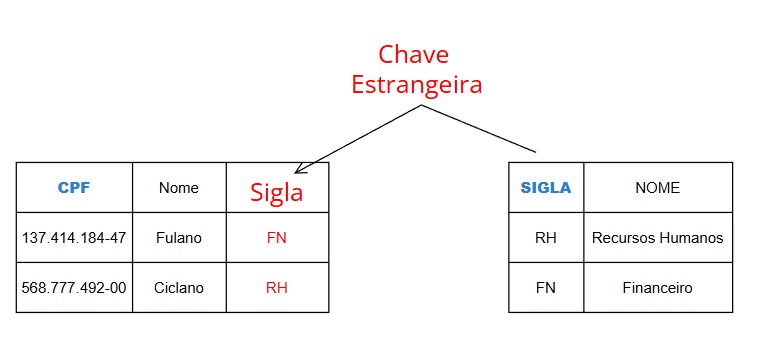 Chave
Estrangeira
CPF Nome Sigla
137.414.184-47 Fulano FN
568.777.492-00 Ciclano RH
SIGLA NOME
RH Recursos Humanos
FN Financeiro